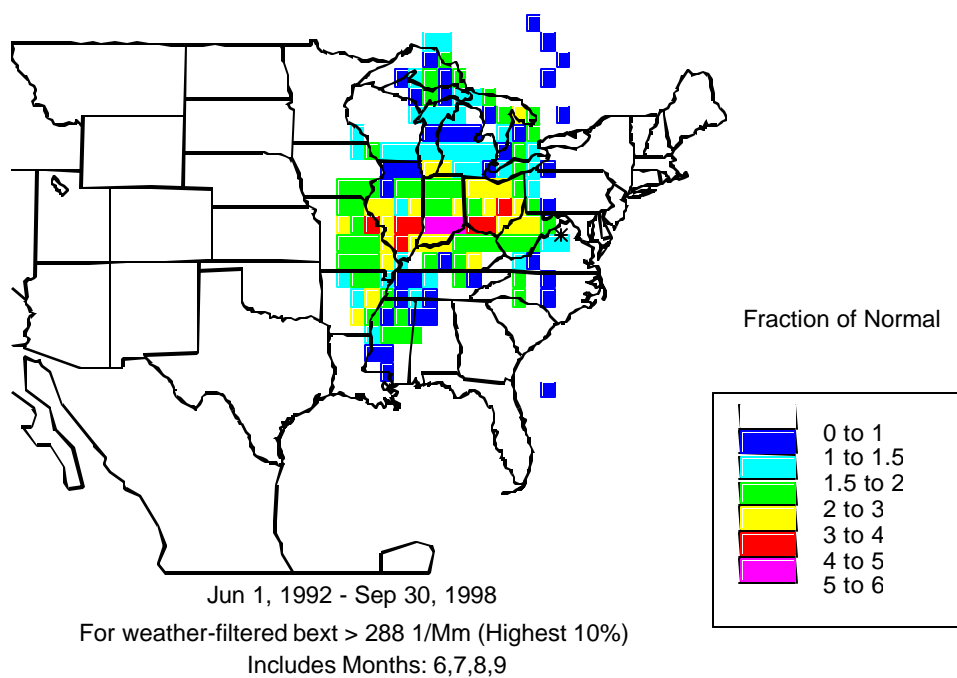 Fraction of Normal
0 to 1
1 to 1.5
1.5 to 2
2 to 3
3 to 4
4 to 5
5 to 6
Jun 1, 1992 - Sep 30, 1998
For weather-filtered bext > 288 1/Mm (Highest 10%)
Includes Months: 6,7,8,9